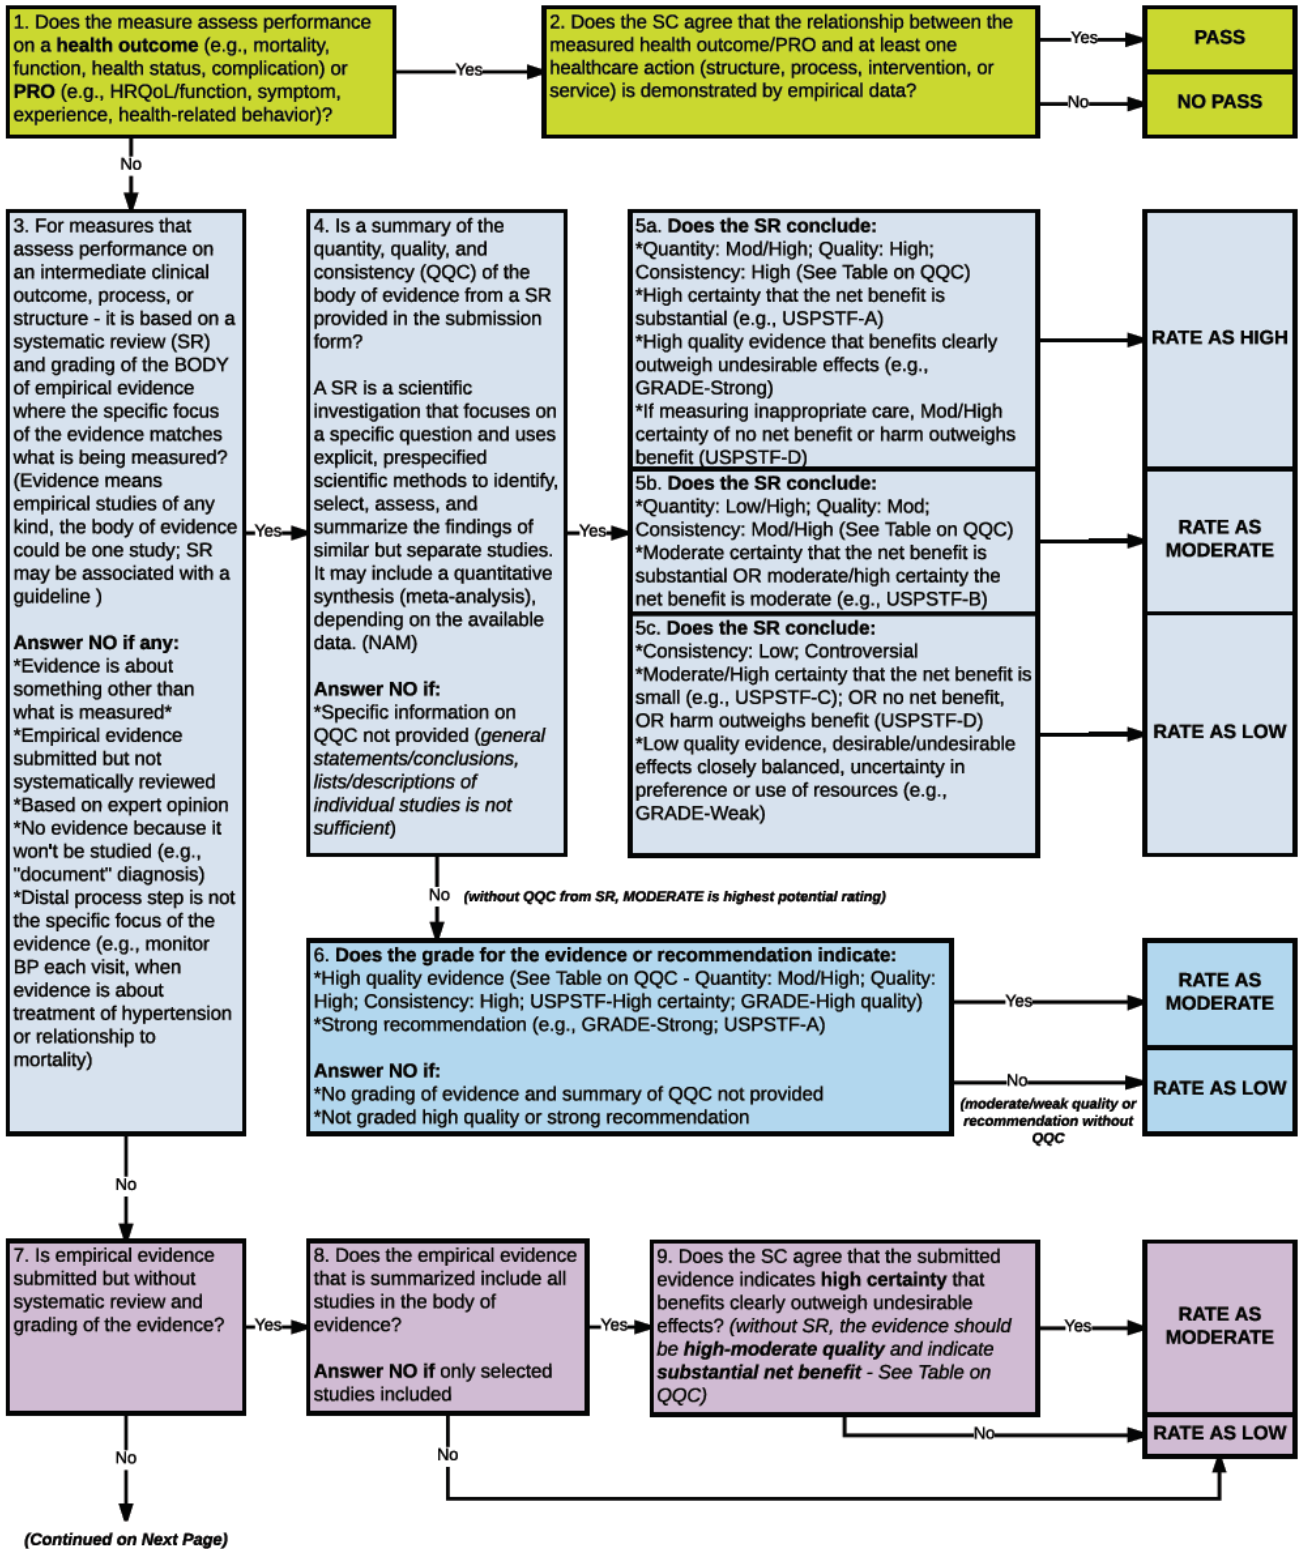 1. Does the measure assess performance
on a health outcome (e.g., mortality,
function, health status, complication) or
PRO (e.g., HRQoL/function, symptom,
experience, health-related behavior)?
Yes
2. Does the SC agree that the relationship between the
measured health outcome/PRO and at least one
healthcare action (structure, process, intervention, or
service) is demonstrated by empirical data?
Yes
PASS
No
NO PASS
No
3. For measures that
assess performance on
an intermediate clinical
outcome, process, or
structure - it is based on a
systematic review (SR)
and grading of the BODY
of empirical evidence
where the specific focus
of the evidence matches
what is being measured?
(Evidence means
empirical studies of any
kind, the body of evidence
could be one study; SR
may be associated with a
guideline )
Answer NO if any:
*Evidence is about
something other than
what is measured*
*Empirical evidence
submitted but not
systematically reviewed
*Based on expert opinion
*No evidence because it
won't be studied (e.g.,
"document" diagnosis)
*Distal process step is not
the specific focus of the
evidence (e.g., monitor
BP each visit, when
evidence is about
treatment of hypertension
or relationship to
mortality)
Yes
4. Is a summary of the
quantity, quality, and
consistency (QQC) of the
body of evidence from a SR
provided in the submission
form?
A SR is a scientific
investigation that focuses on
a specific question and uses
explicit, prespecified
scientific methods to identify,
select, assess, and
summarize the findings of
similar but separate studies.
It may include a quantitative
synthesis (meta-analysis),
depending on the available
data. (NAM)
Answer NO if:
*Specific information on
QQC not provided (general
statements/conclusions,
lists/descriptions of
individual studies is not
sufficient)
Yes
5a. Does the SR conclude:
*Quantity: Mod/High; Quality: High;
Consistency: High (See Table on QQC)
*High certainty that the net benefit is
substantial (e.g., USPSTF-A)
*High quality evidence that benefits clearly
outweigh undesirable effects (e.g.,
GRADE-Strong)
*If measuring inappropriate care, Mod/High
certainty of no net benefit or harm outweighs
benefit (USPSTF-D)
RATE AS HIGH
5b. Does the SR conclude:
*Quantity: Low/High; Quality: Mod;
Consistency: Mod/High (See Table on QQC)
*Moderate certainty that the net benefit is
substantial OR moderate/high certainty the
net benefit is moderate (e.g., USPSTF-B)
RATE AS
MODERATE
5c. Does the SR conclude:
*Consistency: Low; Controversial
*Moderate/High certainty that the net benefit is
small (e.g., USPSTF-C); OR no net benefit,
OR harm outweighs benefit (USPSTF-D)
*Low quality evidence, desirable/undesirable
effects closely balanced, uncertainty in
preference or use of resources (e.g.,
GRADE-Weak)
RATE AS LOW
No
(without QQC from SR, MODERATE is highest potential rating)
6. Does the grade for the evidence or recommendation indicate:
*High quality evidence (See Table on QQC - Quantity: Mod/High; Quality:
High; Consistency: High; USPSTF-High certainty; GRADE-High quality)
*Strong recommendation (e.g., GRADE-Strong; USPSTF-A)
Answer NO if:
*No grading of evidence and summary of QQC not provided
*Not graded high quality or strong recommendation
Yes
RATE AS
MODERATE
No
(moderate/weak quality or
recommendation without
QQC
RATE AS LOW
No
7. Is empirical evidence
submitted but without
systematic review and
grading of the evidence?
Yes
8. Does the empirical evidence
that is summarized include all
studies in the body of
evidence?
Answer NO if only selected
studies included
Yes
9. Does the SC agree that the submitted
evidence indicates high certainty that
benefits clearly outweigh undesirable
effects? (without SR, the evidence should
be high-moderate quality and indicate
substantial net benefit - See Table on
QQC)
Yes
RATE AS
MODERATE
No
RATE AS LOW
No
No
(Continued on Next Page)